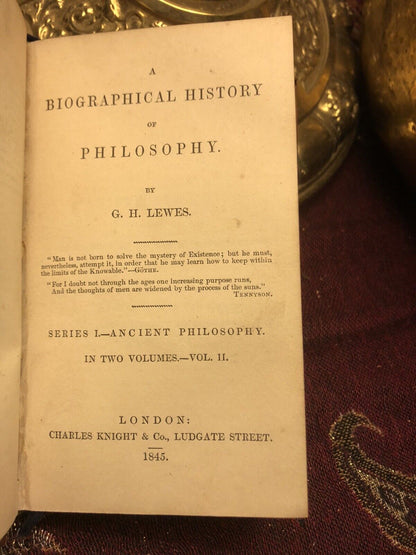 A
BIOGRAPHICAL HISTORY
OF
PHILOSOPHY.
BY
G. H. LEWES.
"Man is not born to solve the mystery of Existence; but he must,
nevertheless, attempt it, in order that he may learn how to keep within
the limits of the Knowable."—GÖTHE.
"For I doubt not through the ages one increasing purpose runs,
And the thoughts of men are widened by the process of the suns."
TENNYSON.
SERIES I.—ANCIENT PHILOSOPHY.
IN TWO VOLUMES.—VOL. II.
LONDON:
CHARLES KNIGHT & Co., LUDGATE STREET.
1845.